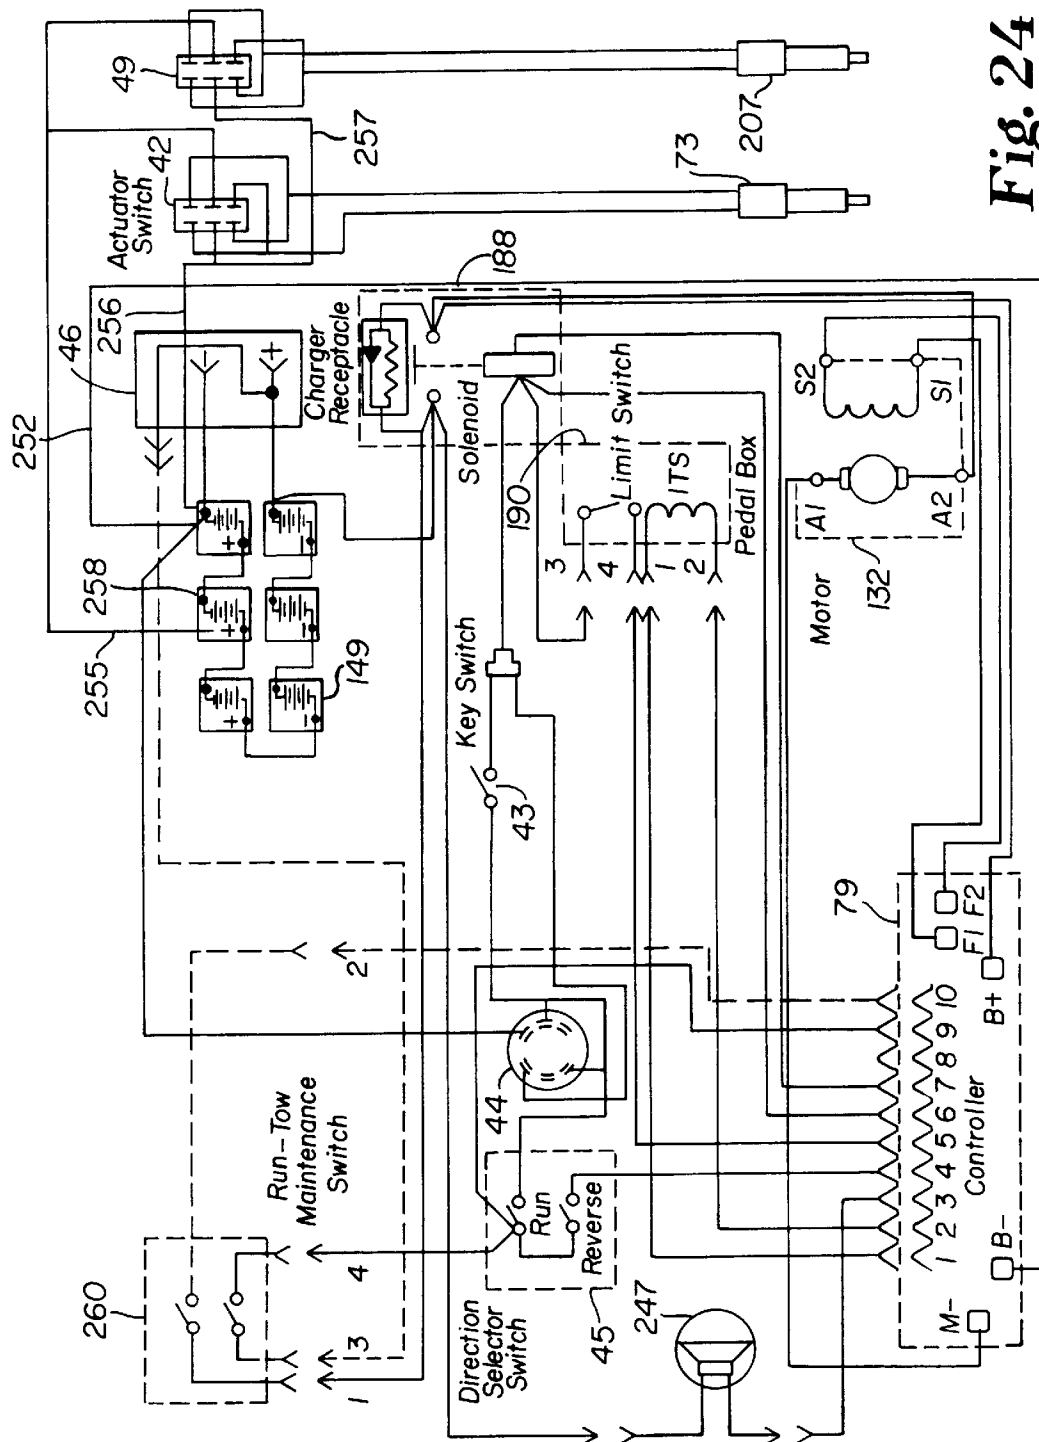 Fig. 24
49
257
207
Actuator
Switch
42
73
252
256
46
188
Charger
Receptacle
−
+
Solenoid
190
Limit Switch
ITS
Pedal Box
3
4
1
2
S2
S1
A1
A2
Motor
132
255
258
149
+
+
+
−
−
−
Key Switch
43
44
Run–Tow
Maintenance
Switch
260
1
3
4
2
Direction
Selector
Switch
Run
Reverse
45
247
79
F1
F2
B+
B−
M−
1 2 3 4 5 6 7 8 9 10
Controller